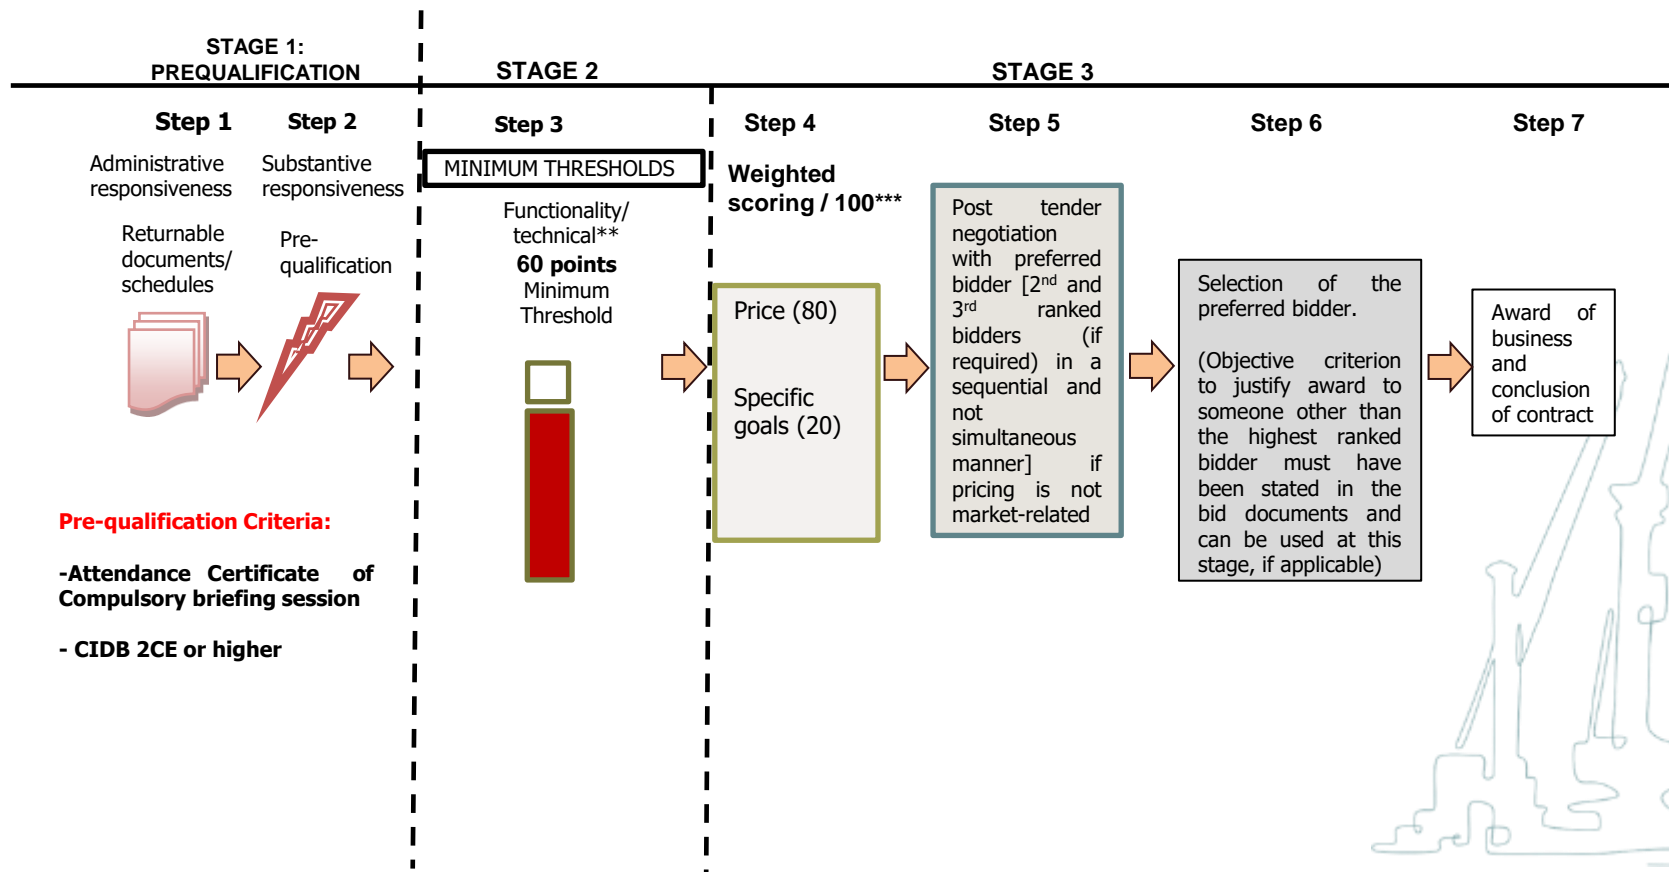 STAGE 1:
PREQUALIFICATION
STAGE 2
STAGE 3
Step 1
Administrative
responsiveness
Returnable
documents/
schedules
Step 2
Substantive
responsiveness
Pre-
qualification
Pre-qualification Criteria:
-Attendance Certificate of
Compulsory briefing session
- CIDB 2CE or higher
Step 3
MINIMUM THRESHOLDS
Functionality/
technical**
60 points
Minimum
Threshold
Step 4
Weighted
scoring / 100***
Price (80)
Specific
goals (20)
Step 5
Post tender
negotiation
with preferred
bidder [2nd and
3rd ranked
bidders (if
required) in a
sequential and
not
simultaneous
manner] if
pricing is not
market-related
Step 6
Selection of the
preferred bidder.
(Objective criterion
to justify award to
someone other than
the highest ranked
bidder must have
been stated in the
bid documents and
can be used at this
stage, if applicable)
Step 7
Award of
business
and
conclusion
of contract